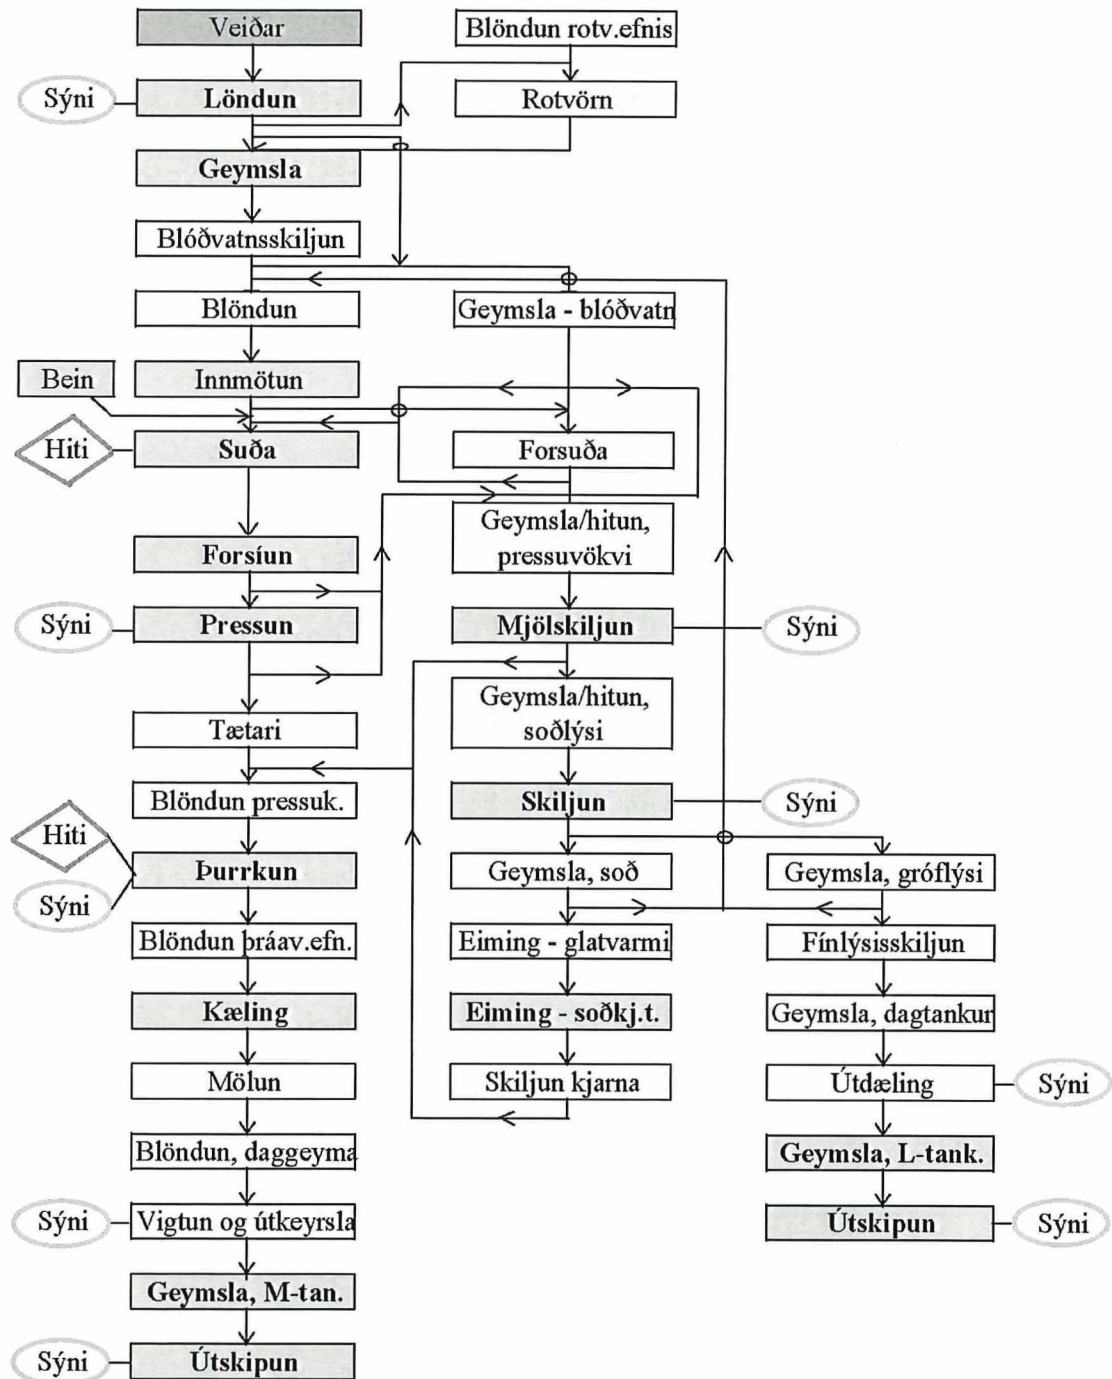 Veiðar
Blöndun rotv.efnis
Sýni
Löndun
Rotvörn
Geymsla
Blóðvatnsskiljun
Blöndun
Geymsla - blóðvatn
Bein
Innmötun
Hiti
Suða
Forsuða
Geymsla/hitun,
pressuvökvi
Forsíun
Sýni
Pressun
Mjölskiljun
Sýni
Geymsla/hitun,
soðlýsi
Tætari
Blöndun pressuk.
Skiljun
Sýni
Hiti
Þurrkun
Geymsla, soð
Geymsla, gróflýsi
Sýni
Blöndun þráav.efn.
Eiming - glatvarmi
Fínlýsisskiljun
Kæling
Eiming - soðkj.t.
Geymsla, dagtankur
Mölun
Skiljun kjarna
Útdæling
Sýni
Blöndun, daggeyma
Geymsla, L-tank.
Sýni
Vigtun og útkeyrsla
Útskipun
Sýni
Geymsla, M-tan.
Sýni
Útskipun